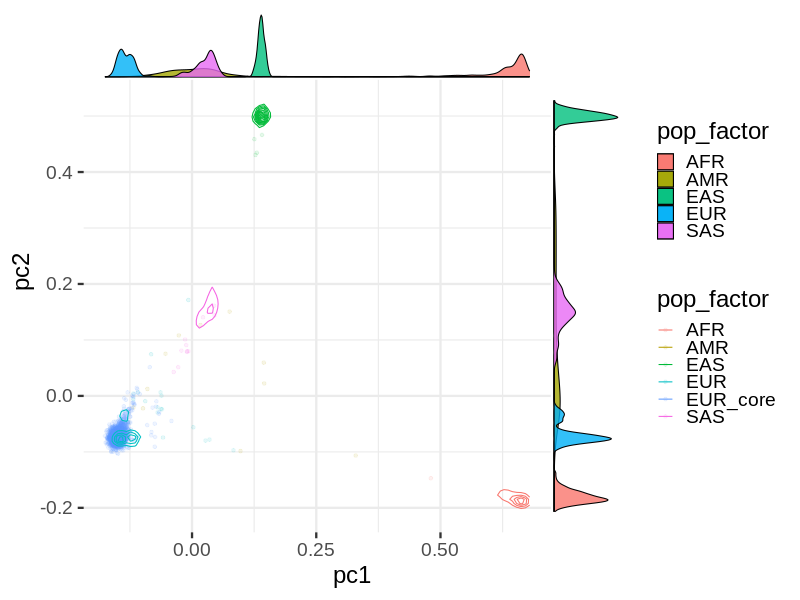 pop_factor
AFR
AMR
EAS
EUR
SAS
pop_factor
AFR
AMR
EAS
EUR
EUR_core
SAS
pc2
0.4
0.2
0.0
-0.2
0.00
0.25
0.50
pc1